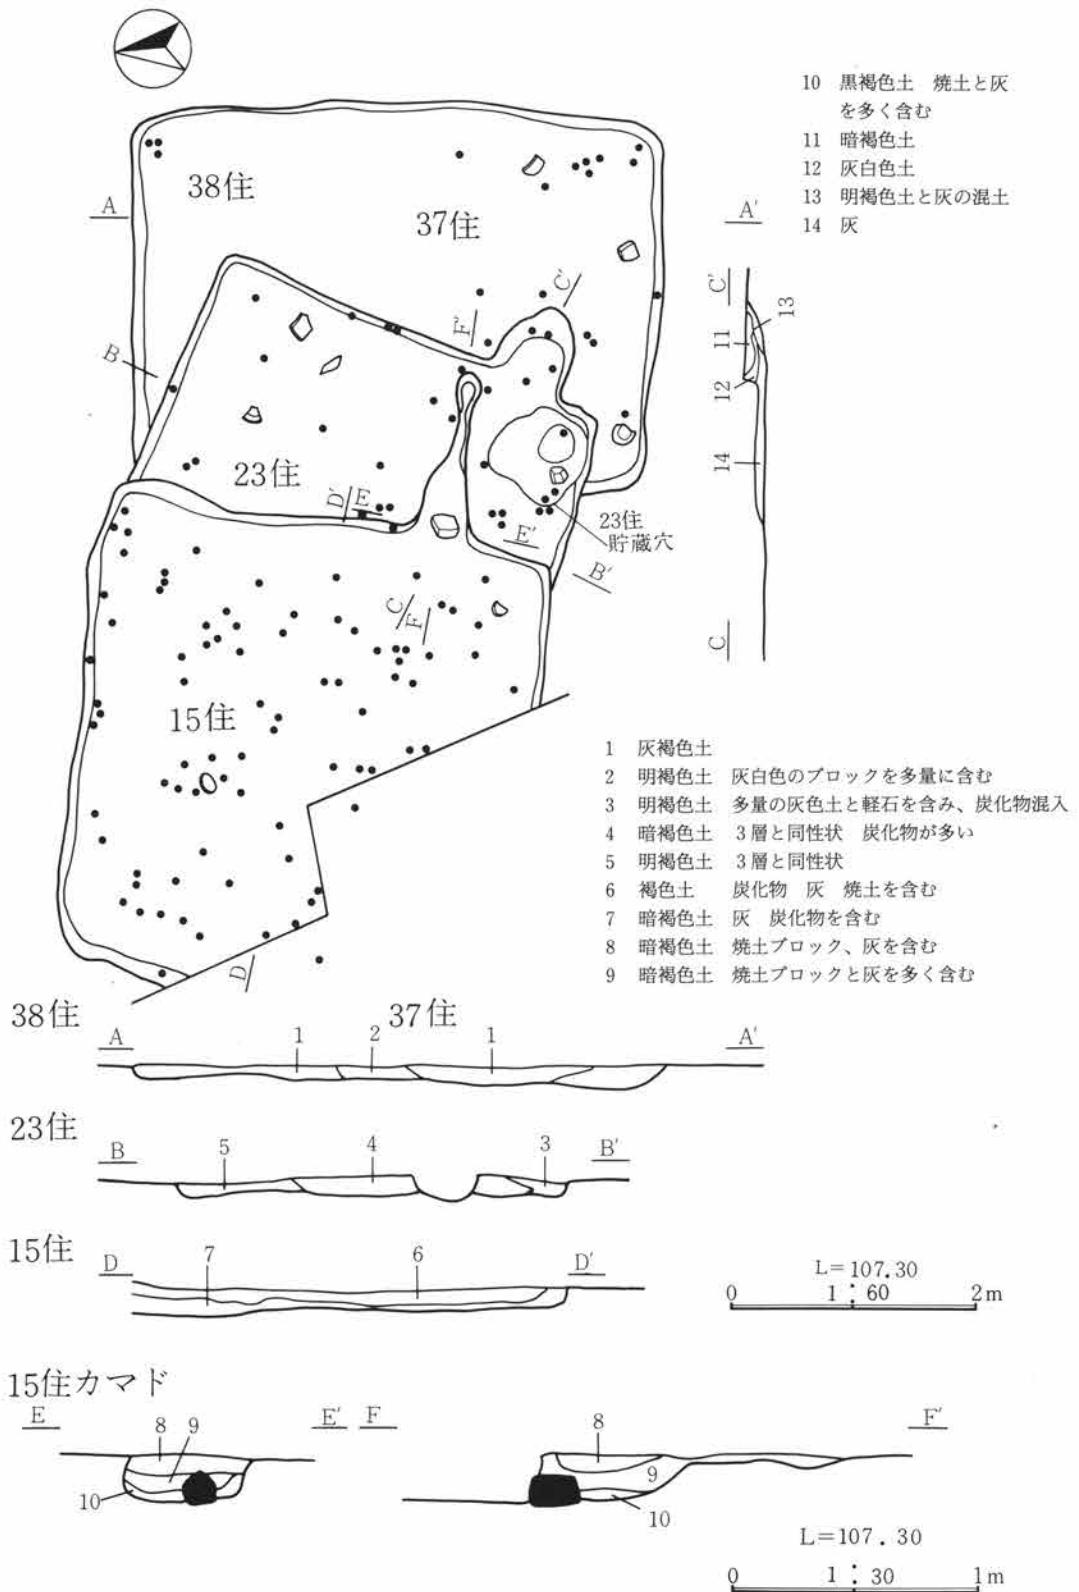 10 黒褐色土 焼土と灰
を多く含む
11 暗褐色土
12 灰白色土
13 明褐色土と灰の混土
14 灰
38住
37住
A
A'
C'
F'
C'
13
11
12
14
B
23住
D'
E
23住
貯蔵穴
E'
B'
C
F
C
15住
D
1 灰褐色土
2 明褐色土 灰白色のブロックを多量に含む
3 明褐色土 多量の灰色土と軽石を含み、炭化物混入
4 暗褐色土 3層と同性状 炭化物が多い
5 明褐色土 3層と同性状
6 褐色土 炭化物 灰 焼土を含む
7 暗褐色土 灰 炭化物を含む
8 暗褐色土 焼土ブロック、灰を含む
9 暗褐色土 焼土ブロックと灰を多く含む
38住 37住
A 1 2 1 A'
23住
B 5 4 3 B'
15住
D 7 6 D'
L=107.30
0 1:60 2m
15住カマド
E 8 9 E' F 8 F'
9
10 10
L=107.30
0 1:30 1m